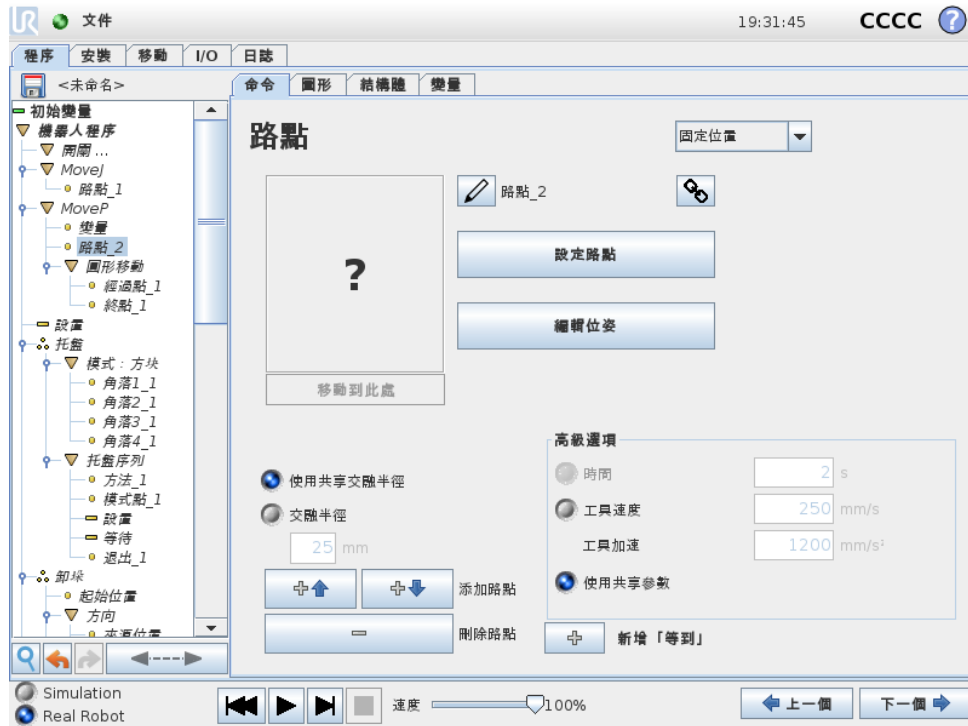 UR 文件 19:31:45 CCCC ?
程序 安裝 移動 I/O 日誌
<未命名>
命令 圖形 結構體 變量
初始變量
機器人程序
開閘 ...
MoveJ
路點_1
MoveP
變量
路點_2
圓形移動
經過點_1
終點_1
設置
托盤
模式：方块
角落1_1
角落2_1
角落3_1
角落4_1
托盤序列
方法_1
模式點_1
設置
等待
退出_1
卸垛
起始位置
方向
來源位置
路點
固定位置
路點_2
?
設定路點
編輯位姿
移動到此處
使用共享交融半徑
交融半徑
25 mm
添加路點
刪除路點
高級選項
時間 2 s
工具速度 250 mm/s
工具加速 1200 mm/s²
使用共享參數
新增「等到」
Simulation
Real Robot
速度 100%
上一個 下一個